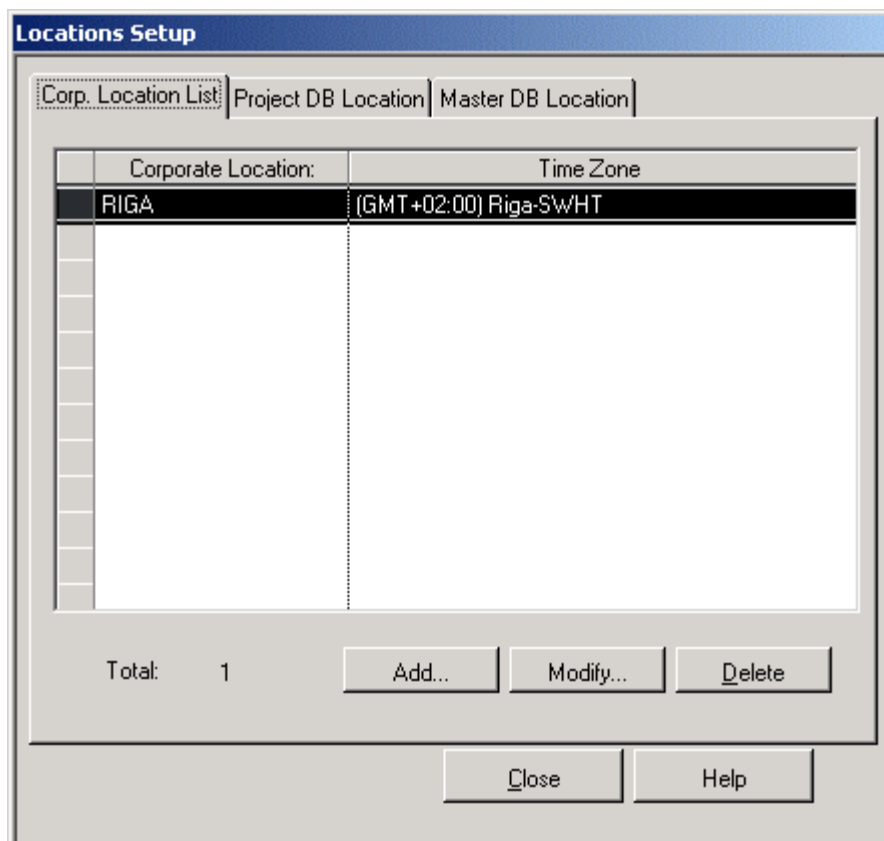 Locations Setup
Corp. Location List Project DB Location Master DB Location
Corporate Location: Time Zone
RIGA (GMT+02:00) Riga-SWHT
Total: 1 Add... Modify... Delete
Close Help